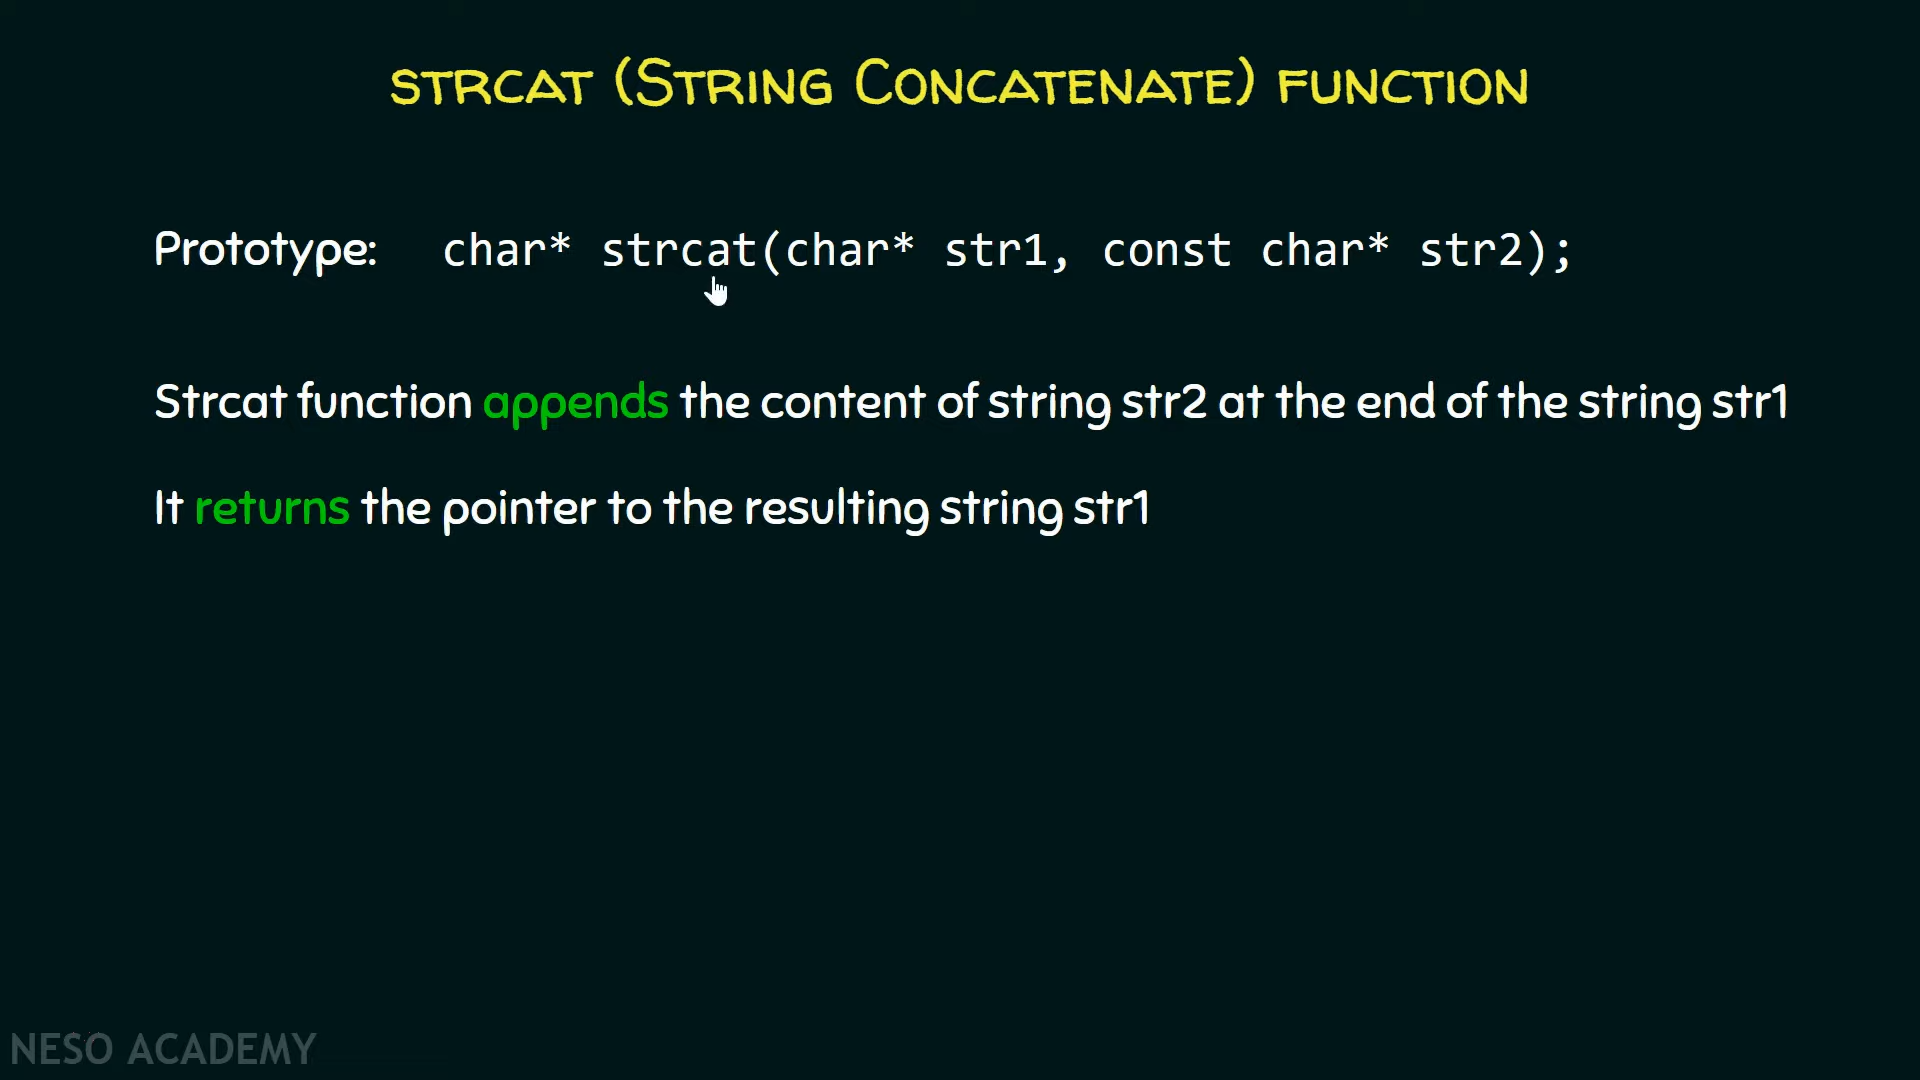 STRCAT (STRING CONCATENATE) FUNCTION
Prototype: char* strcat(char* str1, const char* str2);
Strcat function appends the content of string str2 at the end of the string str1
It returns the pointer to the resulting string str1
NESO ACADEMY